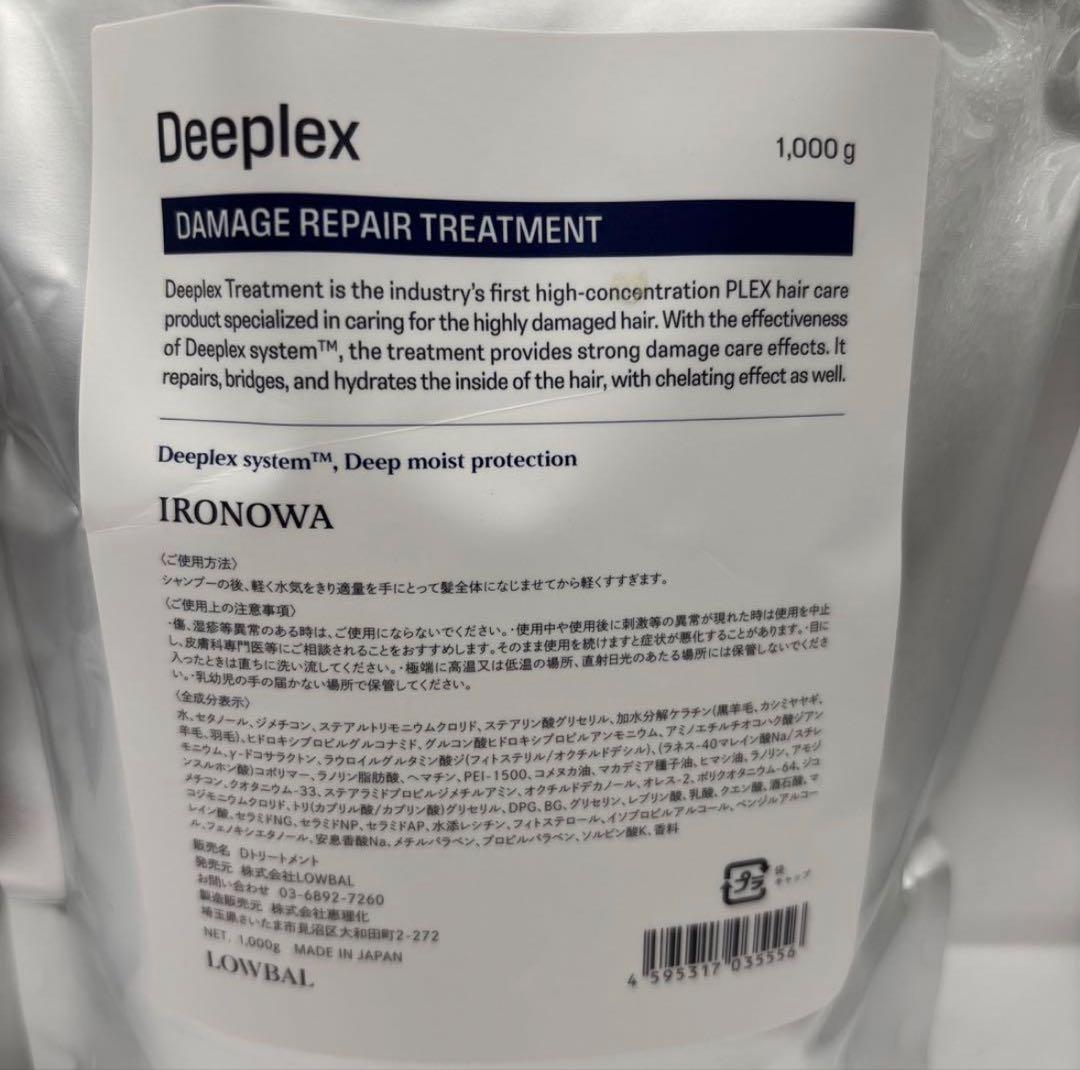 Deeplex
1,000 g
DAMAGE REPAIR TREATMENT
Deeplex Treatment is the industry's first high-concentration PLEX hair care
product specialized in caring for the highly damaged hair. With the effectiveness
of Deeplex system™, the treatment provides strong damage care effects. It
repairs, bridges, and hydrates the inside of the hair, with chelating effect as well.
Deeplex system™, Deep moist protection
IRONOWA
〈ご使用方法〉
シャンプーの後、軽く水気をきり適量を手にとって髪全体になじませてから軽くすすぎます。
〈ご使用上の注意事項〉
・傷、湿疹等異常のある時は、ご使用にならないでください。・使用中や使用後に刺激等の異常が現れた時は使用を中止
し、皮膚科専門医等にご相談されることをおすすめします。そのまま使用を続けますと症状が悪化することがあります。・目に
入ったときは直ちに洗い流してください。・極端に高温又は低温の場所、直射日光のあたる場所には保管しないでくださ
い。・乳幼児の手の届かない場所で保管してください。
〈全成分表示〉
水、セタノール、ジメチコン、ステアルトリモニウムクロリド、ステアリン酸グリセリル、加水分解ケラチン(黒羊毛、カシミヤヤギ、
羊毛、羽毛)、ヒドロキシプロピルグルコナミド、グルコン酸ヒドロキシプロピルアンモニウム、アミノエチルチオコハク酸ジアン
モニウム、γ-ドコサラクトン、ラウロイルグルタミン酸ジ(フィトステリル/オクチルドデシル)、(ラネス-40マレイン酸Na/スチレ
ンスルホン酸)コポリマー、ラノリン脂肪酸、ヘマチン、PEI-1500、コメヌカ油、マカデミア種子油、ヒマシ油、ラノリン、アモジ
メチコン、クオタニウム-33、ステアラミドプロピルジメチルアミン、オクチルドデカノール、オレス-2、ポリクオタニウム-64、ジコ
コジモニウムクロリド、トリ(カプリル酸/カプリン酸)グリセリル、DPG、BG、グリセリン、レブリン酸、乳酸、クエン酸、酒石酸、マ
レイン酸、セラミドNG、セラミドNP、セラミドAP、水添レシチン、フィトステロール、イソプロピルアルコール、ベンジルアルコー
ル、フェノキシエタノール、安息香酸Na、メチルパラベン、プロピルパラベン、ソルビン酸K、香料
販売名 Dトリートメント
発売元 株式会社LOWBAL
お問い合わせ 03-6892-7260
製造販売元 株式会社恵理化
埼玉県さいたま市見沼区大和田町2-272
NET. 1,000g MADE IN JAPAN
LOWBAL
プラ
袋
キャップ
4 595317 035556